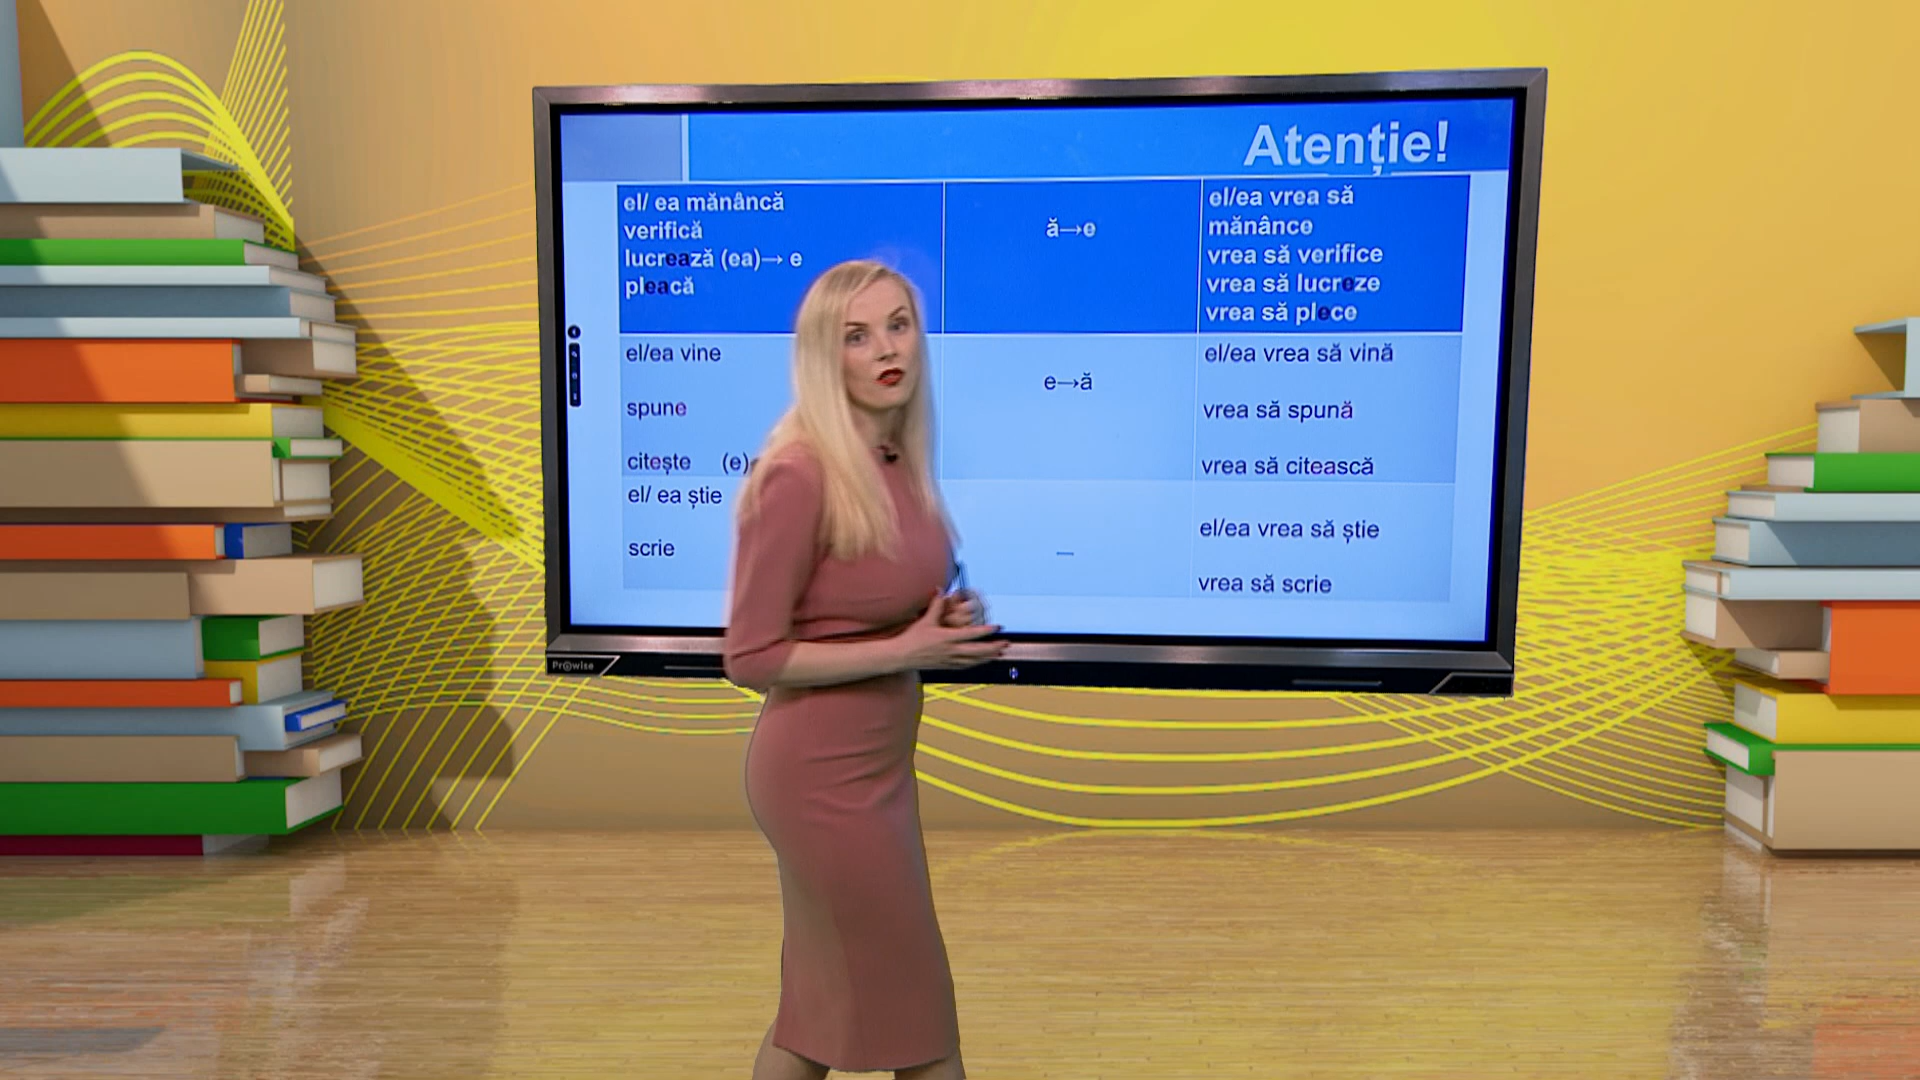 Atenție!
el/ ea mănâncă
verifică
lucrează (ea)→ e
pleacă
ă→e
el/ea vrea să
mănânce
vrea să verifice
vrea să lucreze
vrea să plece
el/ea vine
spune
citește (e)
e→ă
el/ea vrea să vină
vrea să spună
vrea să citească
el/ ea știe
scrie
—
el/ea vrea să știe
vrea să scrie
Prowise